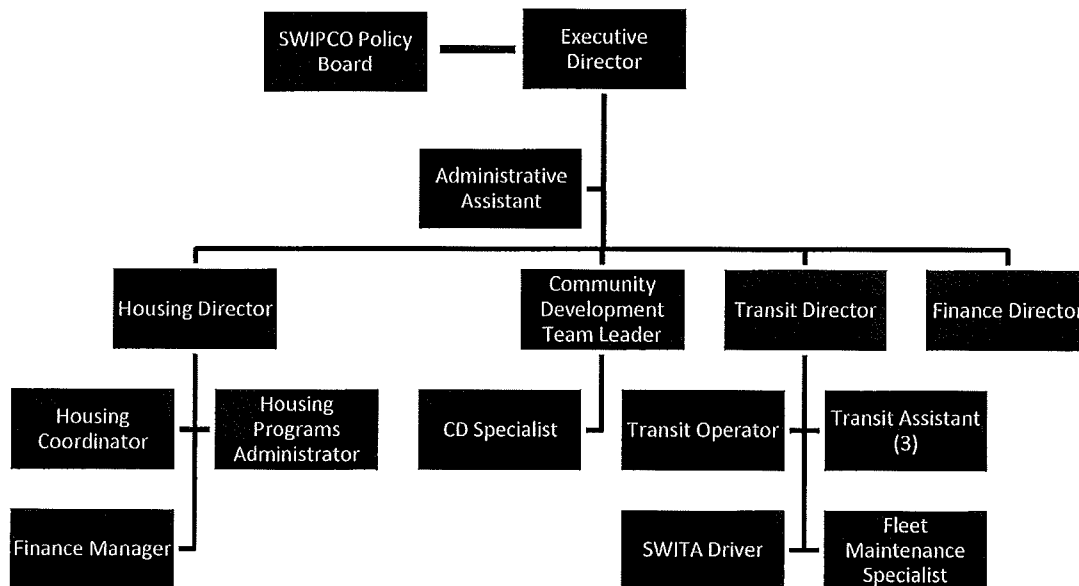 SWIPCO Policy
Board
Executive
Director
Administrative
Assistant
Housing Director
Community
Development
Team Leader
Transit Director
Finance Director
Housing
Coordinator
Housing
Programs
Administrator
CD Specialist
Transit Operator
Transit Assistant
(3)
Finance Manager
SWITA Driver
Fleet
Maintenance
Specialist